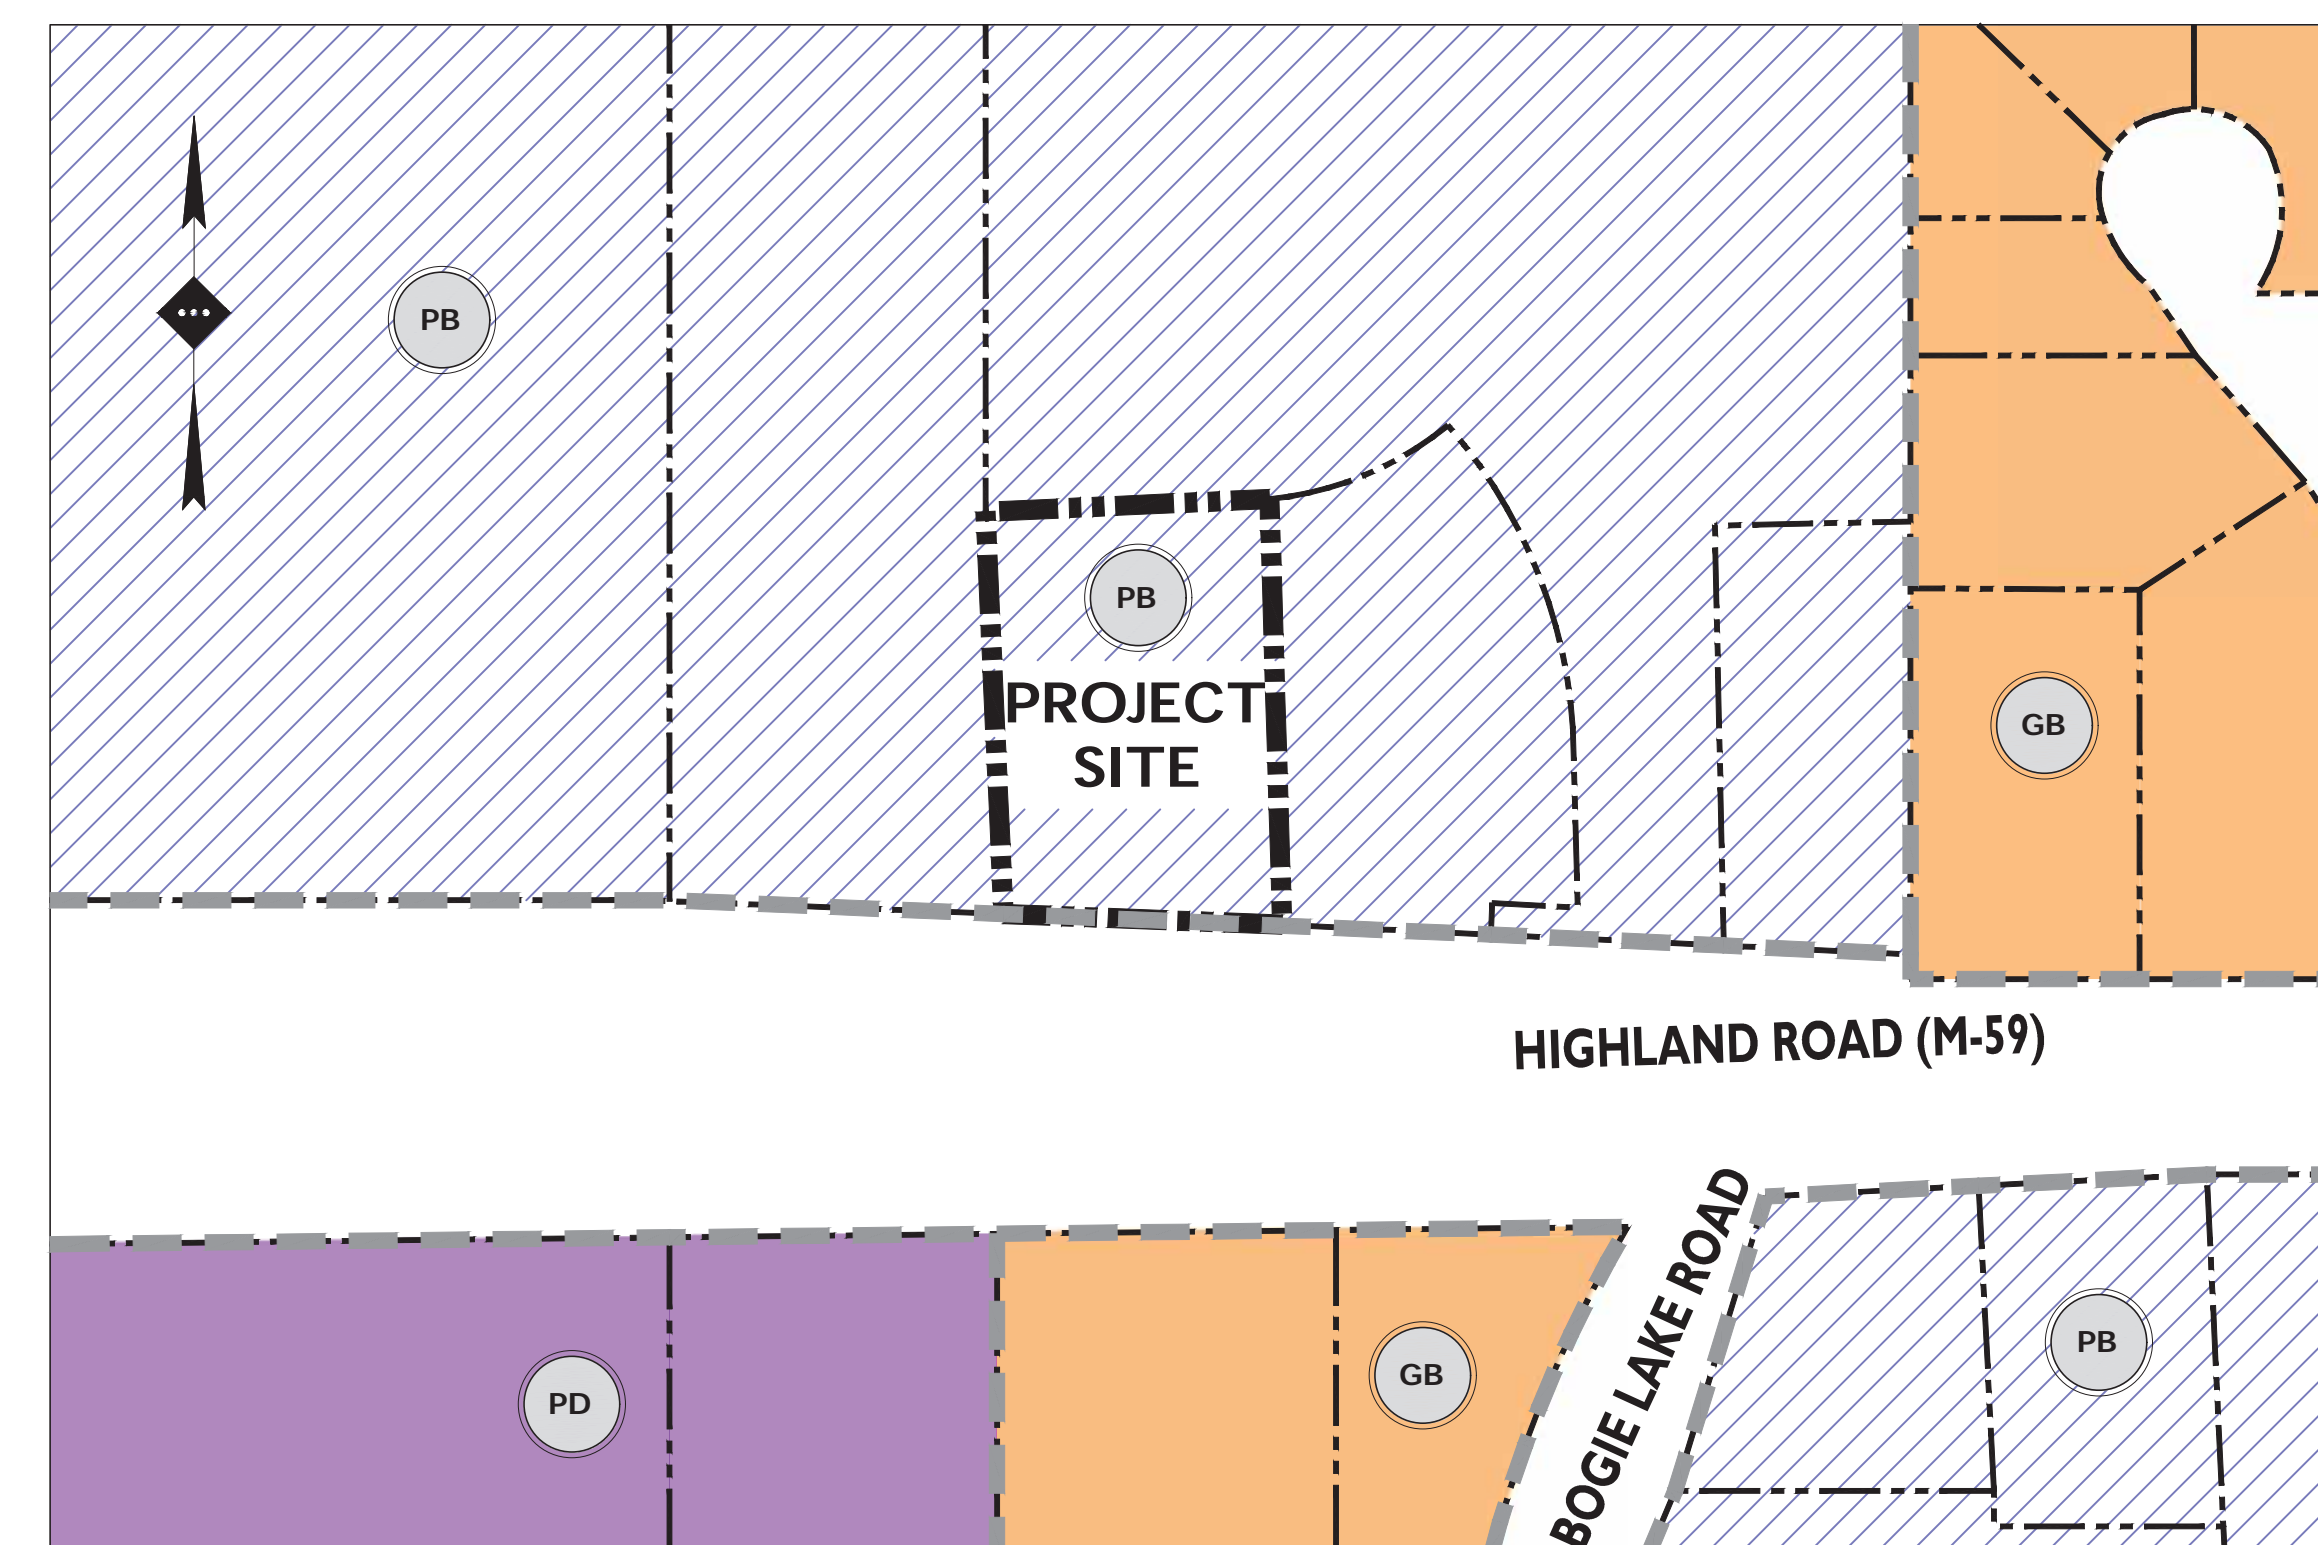 PB
PB
PROJECT
SITE
GB
HIGHLAND ROAD (M-59)
BOGIE LAKE ROAD
PB
GB
PD